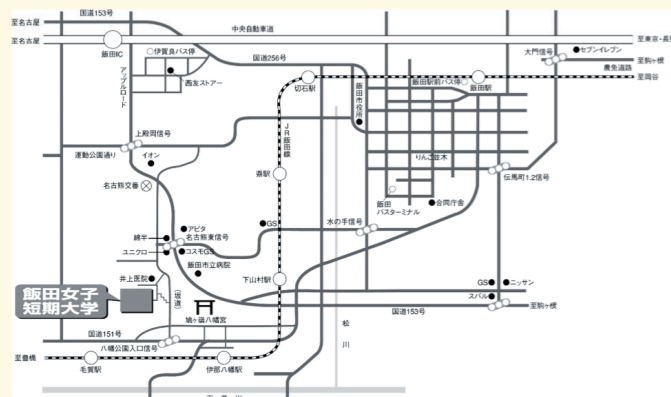 国道153号
至名古屋
中央自動車道
至名古屋
至東京・長野
飯田IC
伊賀良バス停
国道256号
大門信号
セブンイレブン
至駒ヶ根
農免道路
西友ストアー
アップルロード
切石駅
飯田市役所
飯田駅前バス停
飯田駅
至岡谷
上殿岡信号
JR飯田線
運動公園通り
イオン
りんご並木
鼎駅
伝馬町1.2信号
名古熊交番
飯田
バスターミナル
合同庁舎
アピタ
GS
水の手信号
綿半
名古熊東信号
ユニクロ
コスモGS
飯田市立病院
井上医院
下山村駅
GS
ニッサン
スバル
飯田女子
短期大学
(坂道)
至駒ヶ根
国道153号
鳩ヶ嶺八幡宮
国道151号
松川
八幡公園入口信号
至豊橋
毛賀駅
伊那八幡駅